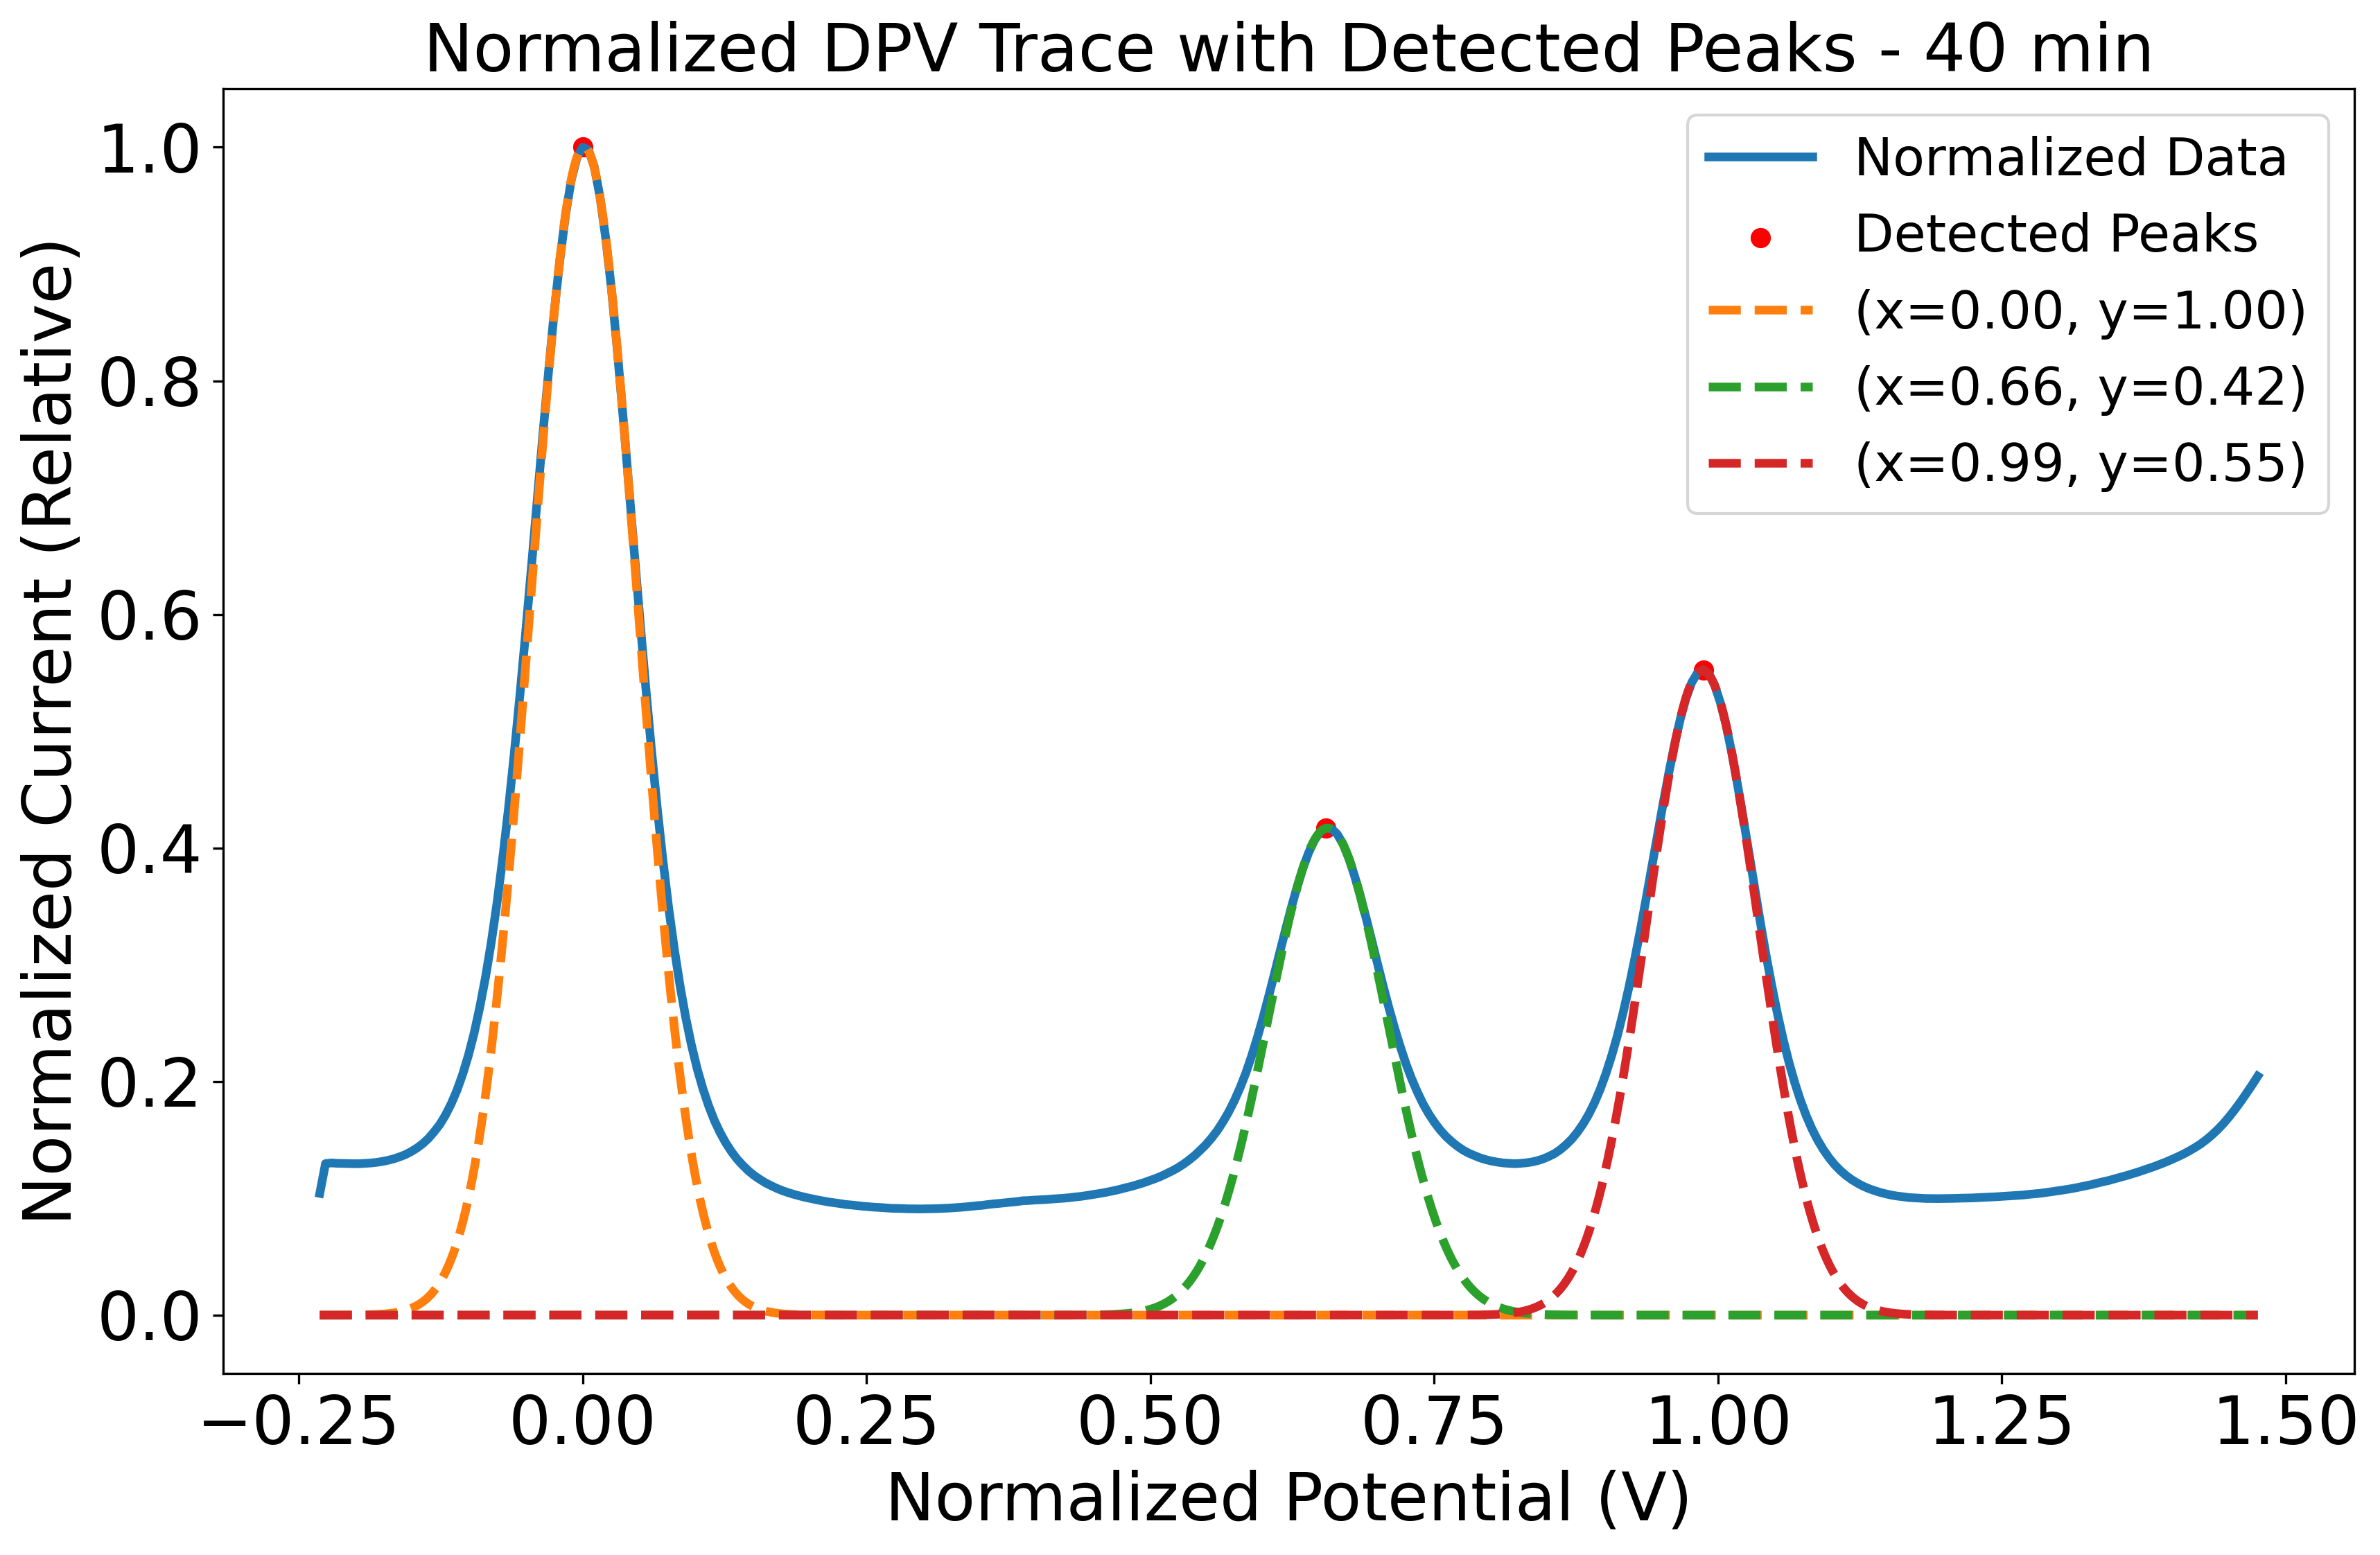 Normalized DPV Trace with Detected Peaks - 40 min
Normalized Data
Detected Peaks
(x=0.00, y=1.00)
(x=0.66, y=0.42)
(x=0.99, y=0.55)
Normalized Current (Relative)
1.0
0.8
0.6
0.4
0.2
0.0
−0.25 0.00 0.25 0.50 0.75 1.00 1.25 1.50
Normalized Potential (V)